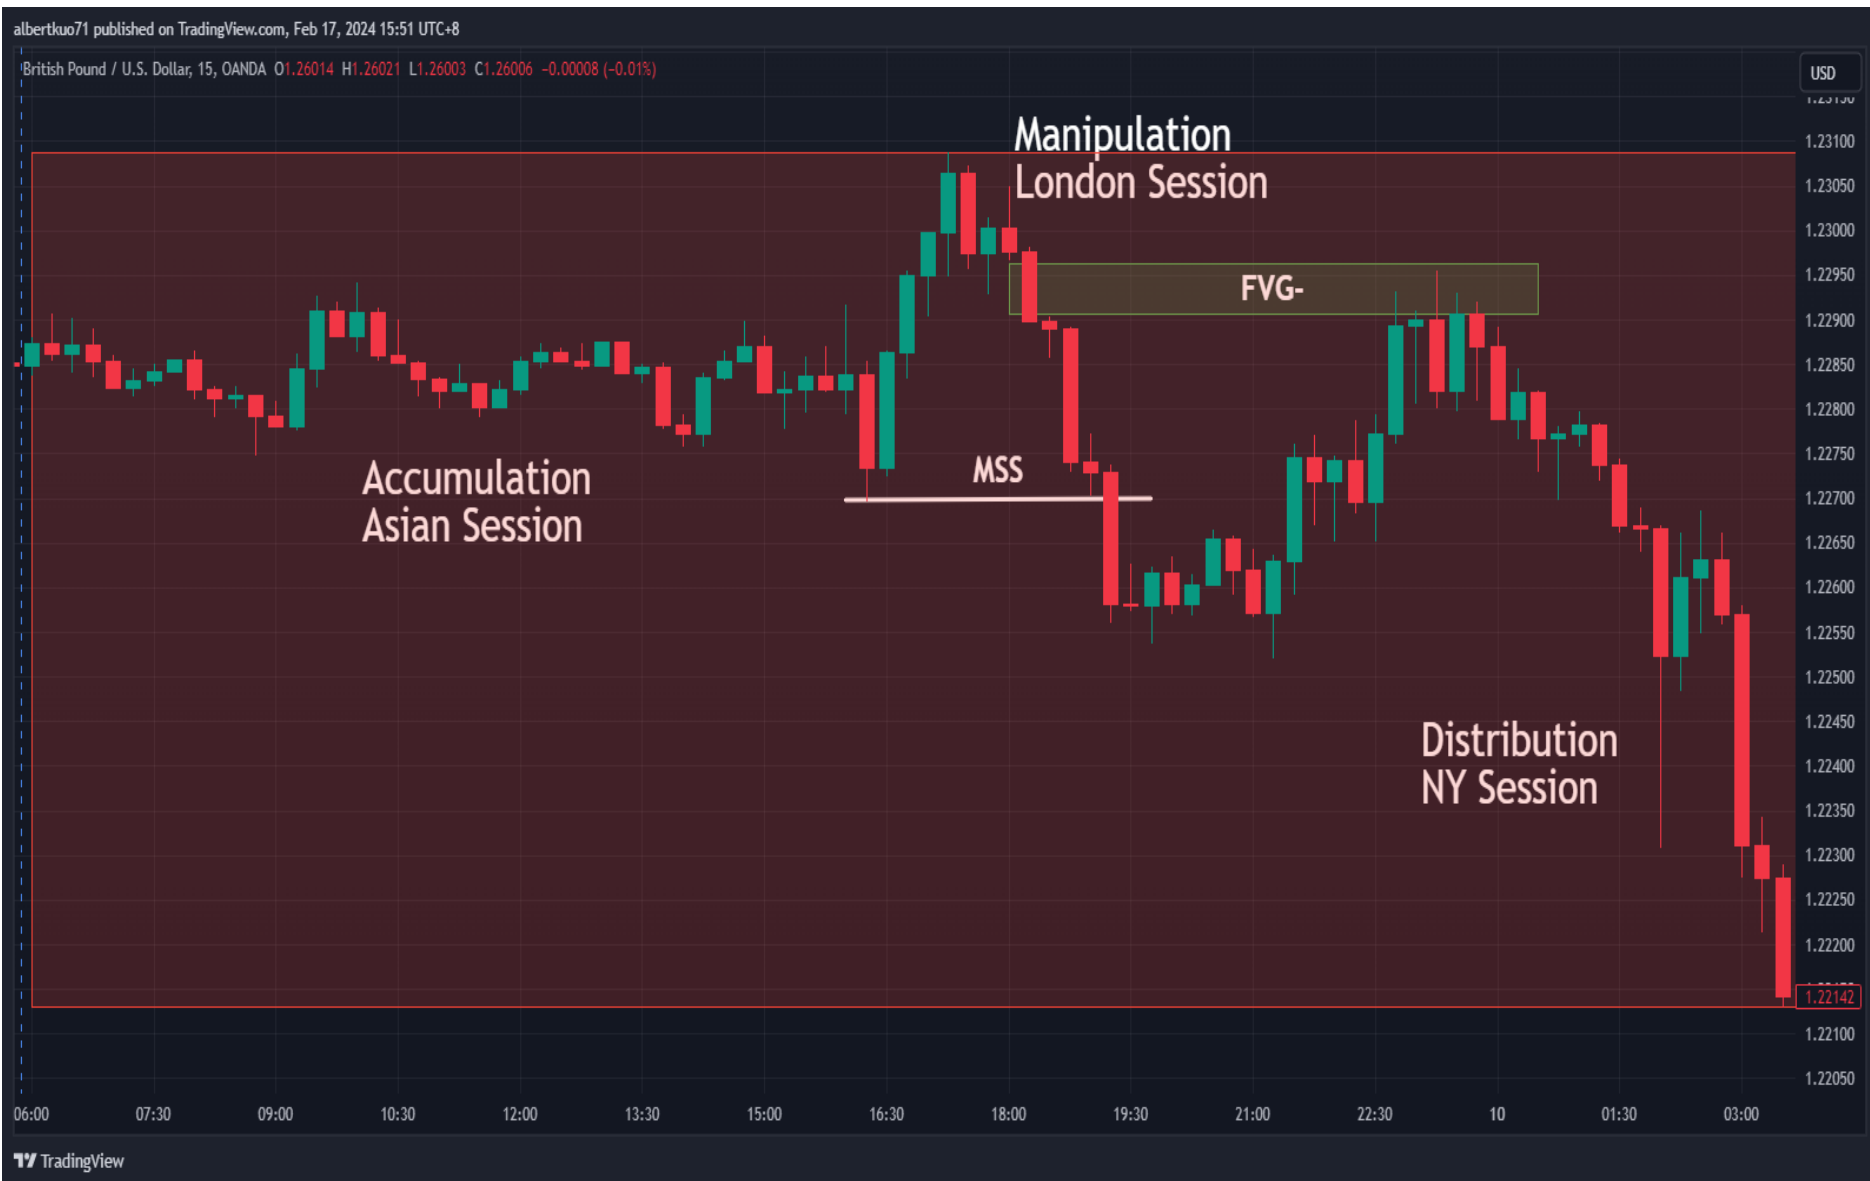 albertkuo71 published on TradingView.com, Feb 17, 2024 15:51 UTC+8
British Pound / U.S. Dollar, 15, OANDA O1.26014 H1.26021 L1.26003 C1.26006 −0.00008 (−0.01%)
USD
1.23150
1.23100
1.23050
1.23000
1.22950
1.22900
1.22850
1.22800
1.22750
1.22700
1.22650
1.22600
1.22550
1.22500
1.22450
1.22400
1.22350
1.22300
1.22250
1.22200
1.22142
1.22100
1.22050
Manipulation
London Session
FVG-
MSS
Accumulation
Asian Session
Distribution
NY Session
06:00 07:30 09:00 10:30 12:00 13:30 15:00 16:30 18:00 19:30 21:00 22:30 10 01:30 03:00
TradingView